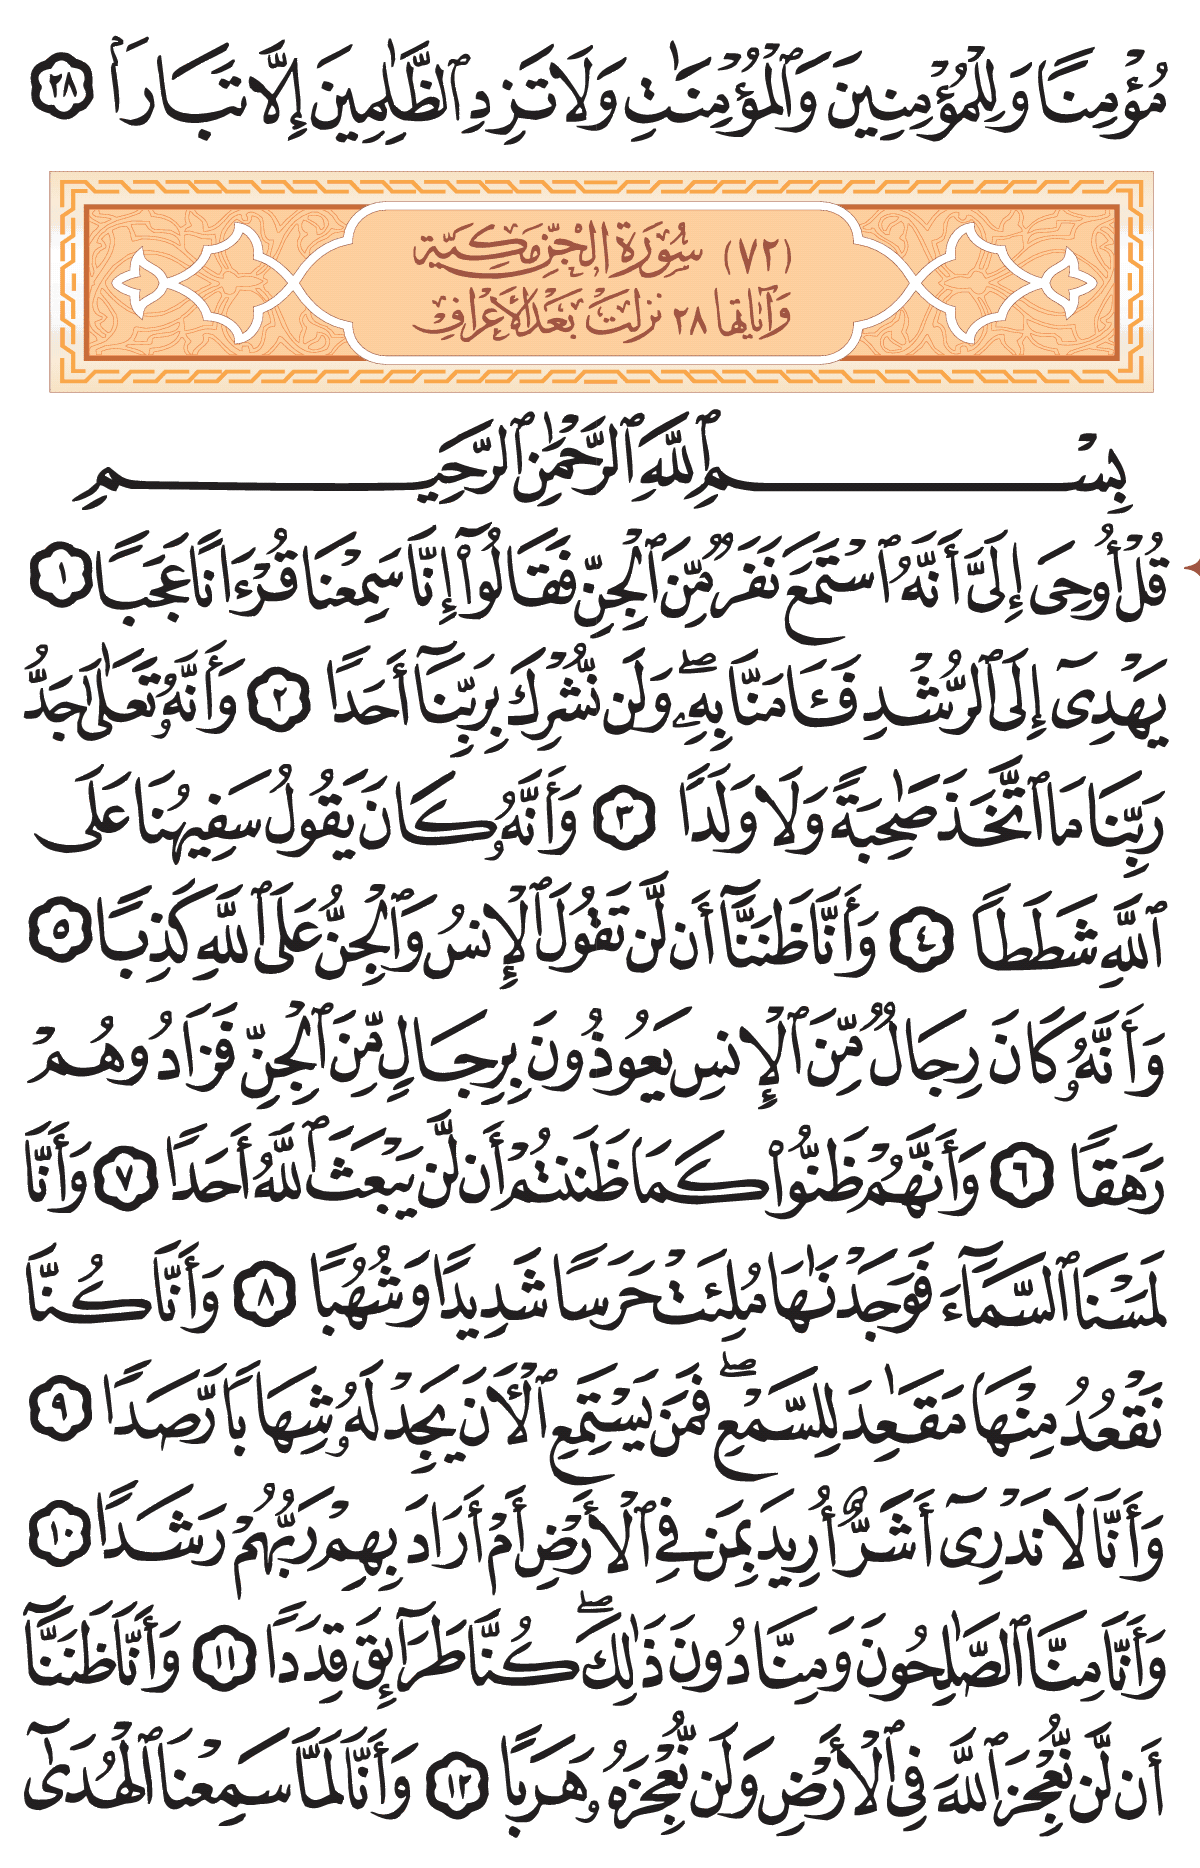 مُؤْمِنًا وَلِلْمُؤْمِنِينَ وَٱلْمُؤْمِنَٰتِ وَلَا تَزِدِ ٱلظَّٰلِمِينَ إِلَّا تَبَارًۢا ٢٨
(٧٢) سُورَةُ الْجِنِّ مَكِيَّة
وَآيَاتُهَا ٢٨ نَزَلَتْ بَعْدَ الْأَعْرَافِ
بِسْمِ ٱللَّهِ ٱلرَّحْمَٰنِ ٱلرَّحِيمِ
قُلْ أُوحِىَ إِلَىَّ أَنَّهُ ٱسْتَمَعَ نَفَرٌ مِّنَ ٱلْجِنِّ فَقَالُوٓا۟ إِنَّا سَمِعْنَا قُرْءَانًا عَجَبًا ١
يَهْدِىٓ إِلَى ٱلرُّشْدِ فَـَٔامَنَّا بِهِۦ ۖ وَلَن نُّشْرِكَ بِرَبِّنَآ أَحَدًا ٢ وَأَنَّهُۥ تَعَٰلَىٰ جَدُّ
رَبِّنَا مَا ٱتَّخَذَ صَٰحِبَةً وَلَا وَلَدًا ٣ وَأَنَّهُۥ كَانَ يَقُولُ سَفِيهُنَا عَلَى
ٱللَّهِ شَطَطًا ٤ وَأَنَّا ظَنَنَّآ أَن لَّن تَقُولَ ٱلْإِنسُ وَٱلْجِنُّ عَلَى ٱللَّهِ كَذِبًا ٥
وَأَنَّهُۥ كَانَ رِجَالٌ مِّنَ ٱلْإِنسِ يَعُوذُونَ بِرِجَالٍ مِّنَ ٱلْجِنِّ فَزَادُوهُمْ
رَهَقًا ٦ وَأَنَّهُمْ ظَنُّوا۟ كَمَا ظَنَنتُمْ أَن لَّن يَبْعَثَ ٱللَّهُ أَحَدًا ٧ وَأَنَّا
لَمَسْنَا ٱلسَّمَآءَ فَوَجَدْنَٰهَا مُلِئَتْ حَرَسًا شَدِيدًا وَشُهُبًا ٨ وَأَنَّا كُنَّا
نَقْعُدُ مِنْهَا مَقَٰعِدَ لِلسَّمْعِ ۖ فَمَن يَسْتَمِعِ ٱلْـَٔانَ يَجِدْ لَهُۥ شِهَابًا رَّصَدًا ٩
وَأَنَّا لَا نَدْرِىٓ أَشَرٌّ أُرِيدَ بِمَن فِى ٱلْأَرْضِ أَمْ أَرَادَ بِهِمْ رَبُّهُمْ رَشَدًا ١٠
وَأَنَّا مِنَّا ٱلصَّٰلِحُونَ وَمِنَّا دُونَ ذَٰلِكَ ۖ كُنَّا طَرَآئِقَ قِدَدًا ١١ وَأَنَّا ظَنَنَّآ
أَن لَّن نُّعْجِزَ ٱللَّهَ فِى ٱلْأَرْضِ وَلَن نُّعْجِزَهُۥ هَرَبًا ١٢ وَأَنَّا لَمَّا سَمِعْنَا ٱلْهُدَىٰٓ